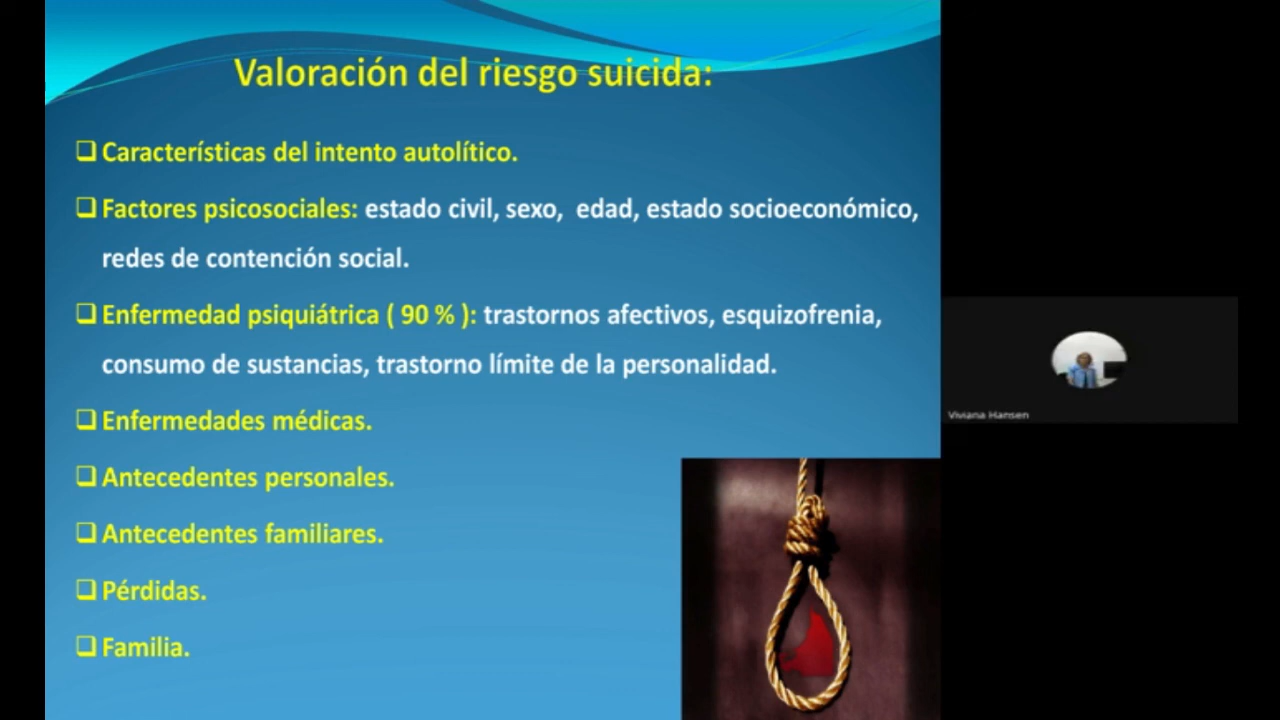 Valoración del riesgo suicida:
❑ Características del intento autolítico.
❑ Factores psicosociales: estado civil, sexo, edad, estado socioeconómico,
redes de contención social.
❑ Enfermedad psiquiátrica ( 90 % ): trastornos afectivos, esquizofrenia,
consumo de sustancias, trastorno límite de la personalidad.
❑ Enfermedades médicas.
❑ Antecedentes personales.
❑ Antecedentes familiares.
❑ Pérdidas.
❑ Familia.
Viviana Hansen